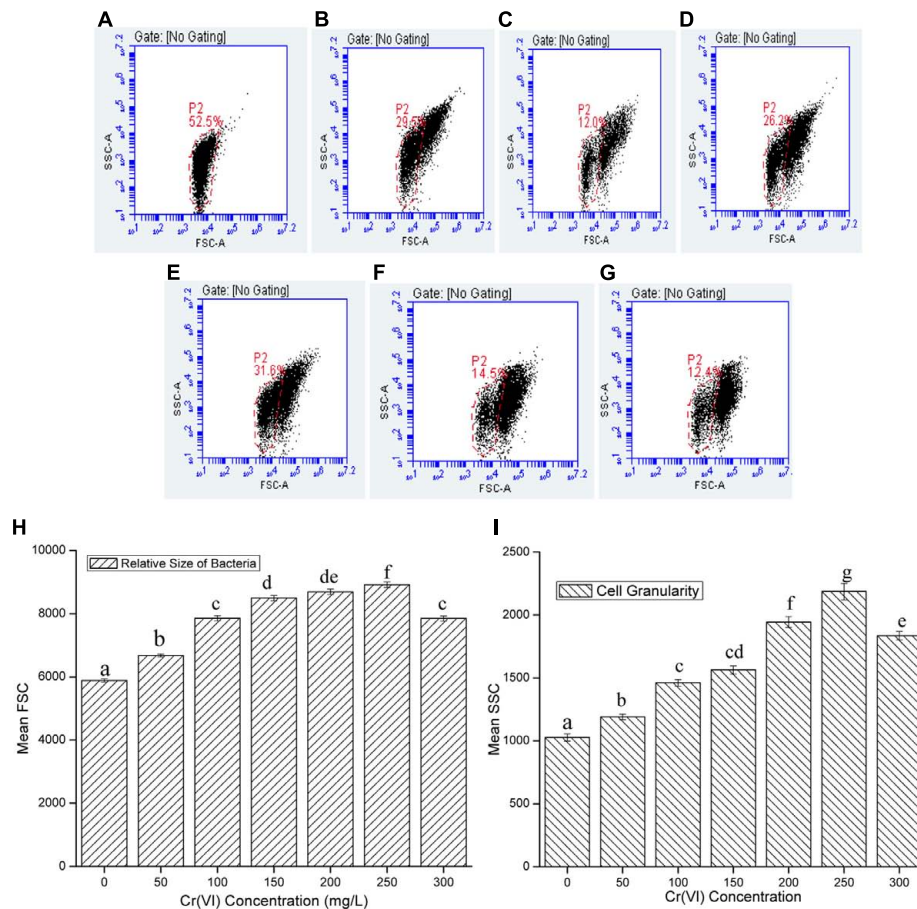 A
B
C
D
Gate: [No Gating]
Gate: [No Gating]
Gate: [No Gating]
Gate: [No Gating]
P2
52.5%
P2
P2
12.0%
P2
26.2%
SSC-A
SSC-A
SSC-A
SSC-A
FSC-A
FSC-A
FSC-A
FSC-A
E
F
G
Gate: [No Gating]
Gate: [No Gating]
Gate: [No Gating]
P2
31.6%
P2
14.5%
P2
12.4%
SSC-A
SSC-A
SSC-A
FSC-A
FSC-A
FSC-A
H
Relative Size of Bacteria
10000
8000
6000
4000
2000
0
Mean FSC
a
b
c
d
de
f
c
0 50 100 150 200 250 300
Cr(VI) Concentration (mg/L)
I
Cell Granularity
2500
2000
1500
1000
500
0
Mean SSC
a
b
c
cd
f
g
e
0 50 100 150 200 250 300
Cr(VI) Concentration